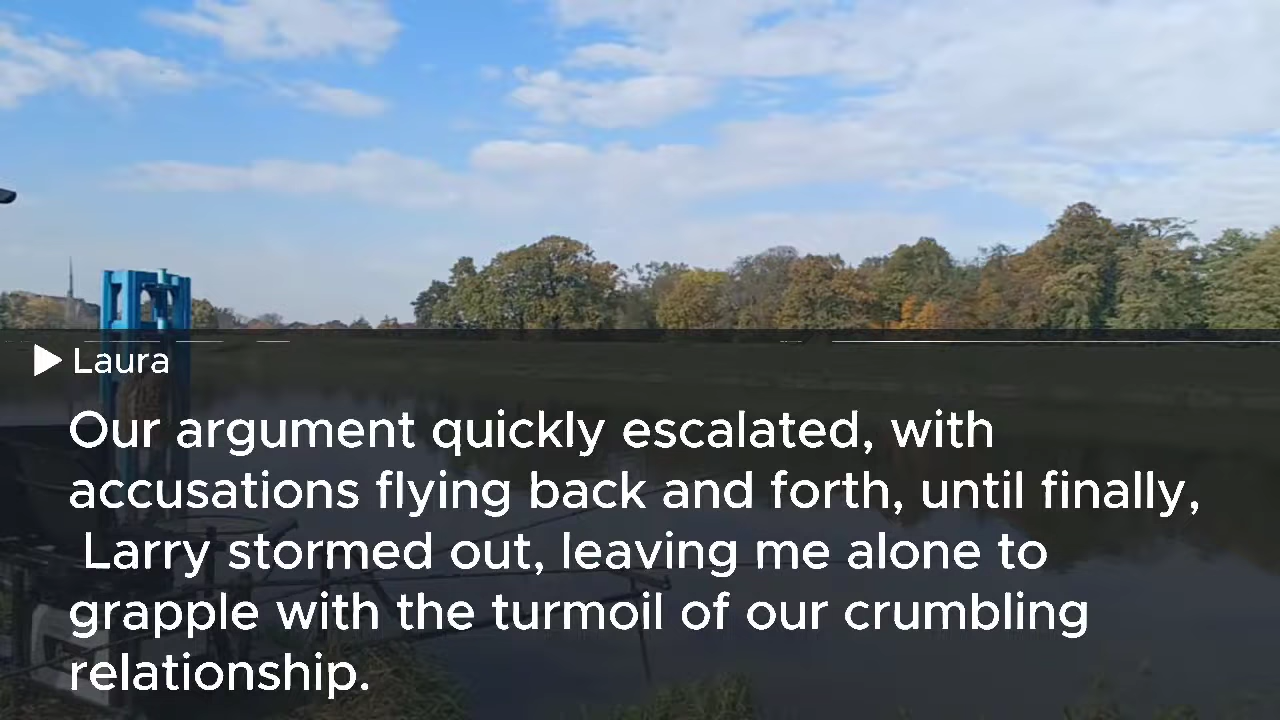 Laura
Our argument quickly escalated, with
accusations flying back and forth, until finally,
Larry stormed out, leaving me alone to
grapple with the turmoil of our crumbling
relationship.